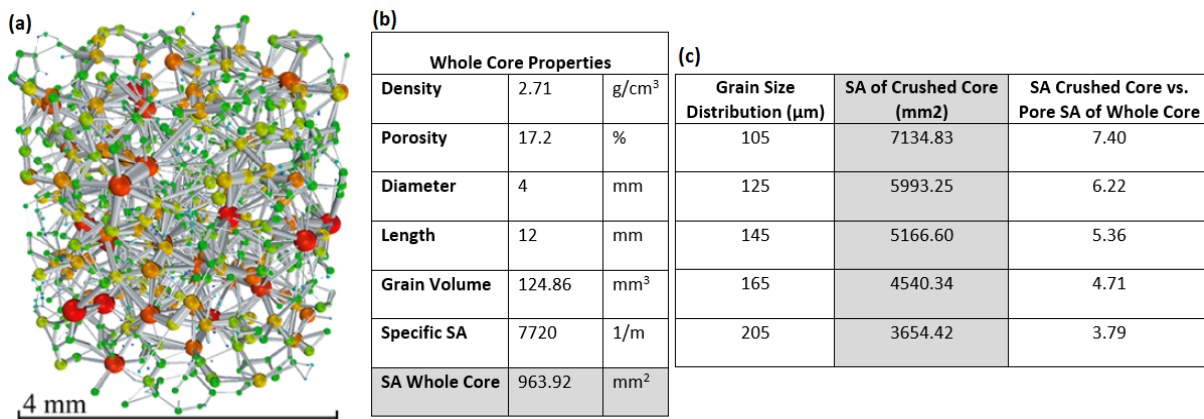 (a)
4 mm
(b)
Whole Core Properties
Density 2.71 g/cm³
Porosity 17.2 %
Diameter 4 mm
Length 12 mm
Grain Volume 124.86 mm³
Specific SA 7720 1/m
SA Whole Core 963.92 mm²
(c)
Grain Size Distribution (µm) SA of Crushed Core (mm2) SA Crushed Core vs. Pore SA of Whole Core
105 7134.83 7.40
125 5993.25 6.22
145 5166.60 5.36
165 4540.34 4.71
205 3654.42 3.79